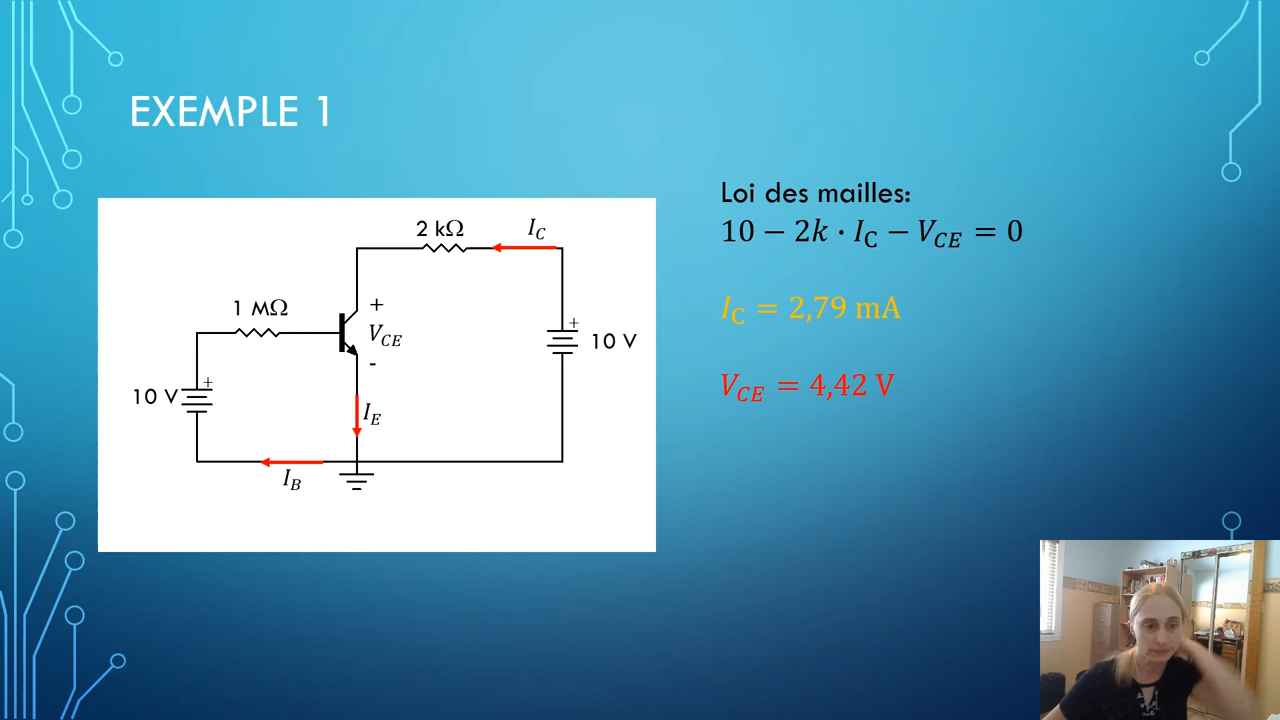 EXEMPLE 1
Loi des mailles:
10 − 2k · I_C − V_CE = 0
I_C = 2,79 mA
V_CE = 4,42 V
2 kΩ
I_C
1 MΩ
+
V_CE
-
+
10 V
+
10 V
I_E
I_B